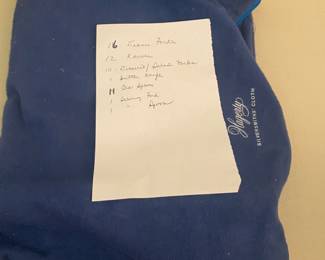 16 Dinner Forks
12 Knives
11 Dessert/Salad Forks
1 Butter Knife
11 Tea Spoon
1 Serving Fork
1 " Spoon
Hagerty
SILVERSMITHS' CLOTH